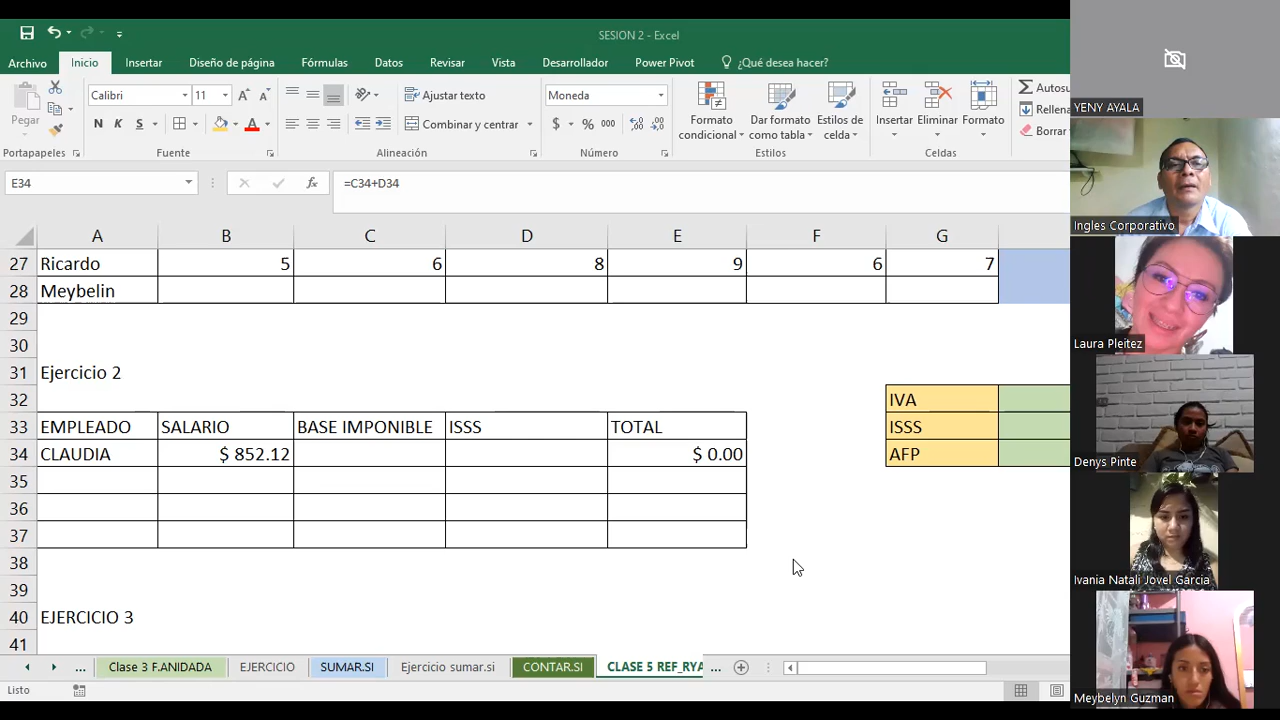 SESION 2 - Excel
Archivo Inicio Insertar Diseño de página Fórmulas Datos Revisar Vista Desarrollador Power Pivot ¿Qué desea hacer?
Pegar
Calibri 11
N K S
Ajustar texto
Combinar y centrar
Moneda
$ % 000
Formato condicional
Dar formato como tabla
Estilos de celda
Insertar
Eliminar
Formato
Autosu
Rellena
Borrar
Portapapeles Fuente Alineación Número Estilos Celdas
E34 fx =C34+D34
A B C D E F G
27 Ricardo 5 6 8 9 6 7
28 Meybelin
29
30
31 Ejercicio 2
32 IVA
33 EMPLEADO SALARIO BASE IMPONIBLE ISSS TOTAL ISSS
34 CLAUDIA $ 852.12 $ 0.00 AFP
35
36
37
38
39
40 EJERCICIO 3
41
... Clase 3 F.ANIDADA EJERCICIO SUMAR.SI Ejercicio sumar.si CONTAR.SI CLASE 5 REF_RYA ...
Listo
YENY AYALA
Ingles Corporativo
Laura Pleitez
Denys Pinte
Ivania Natali Jovel Garcia
Meybelyn Guzman